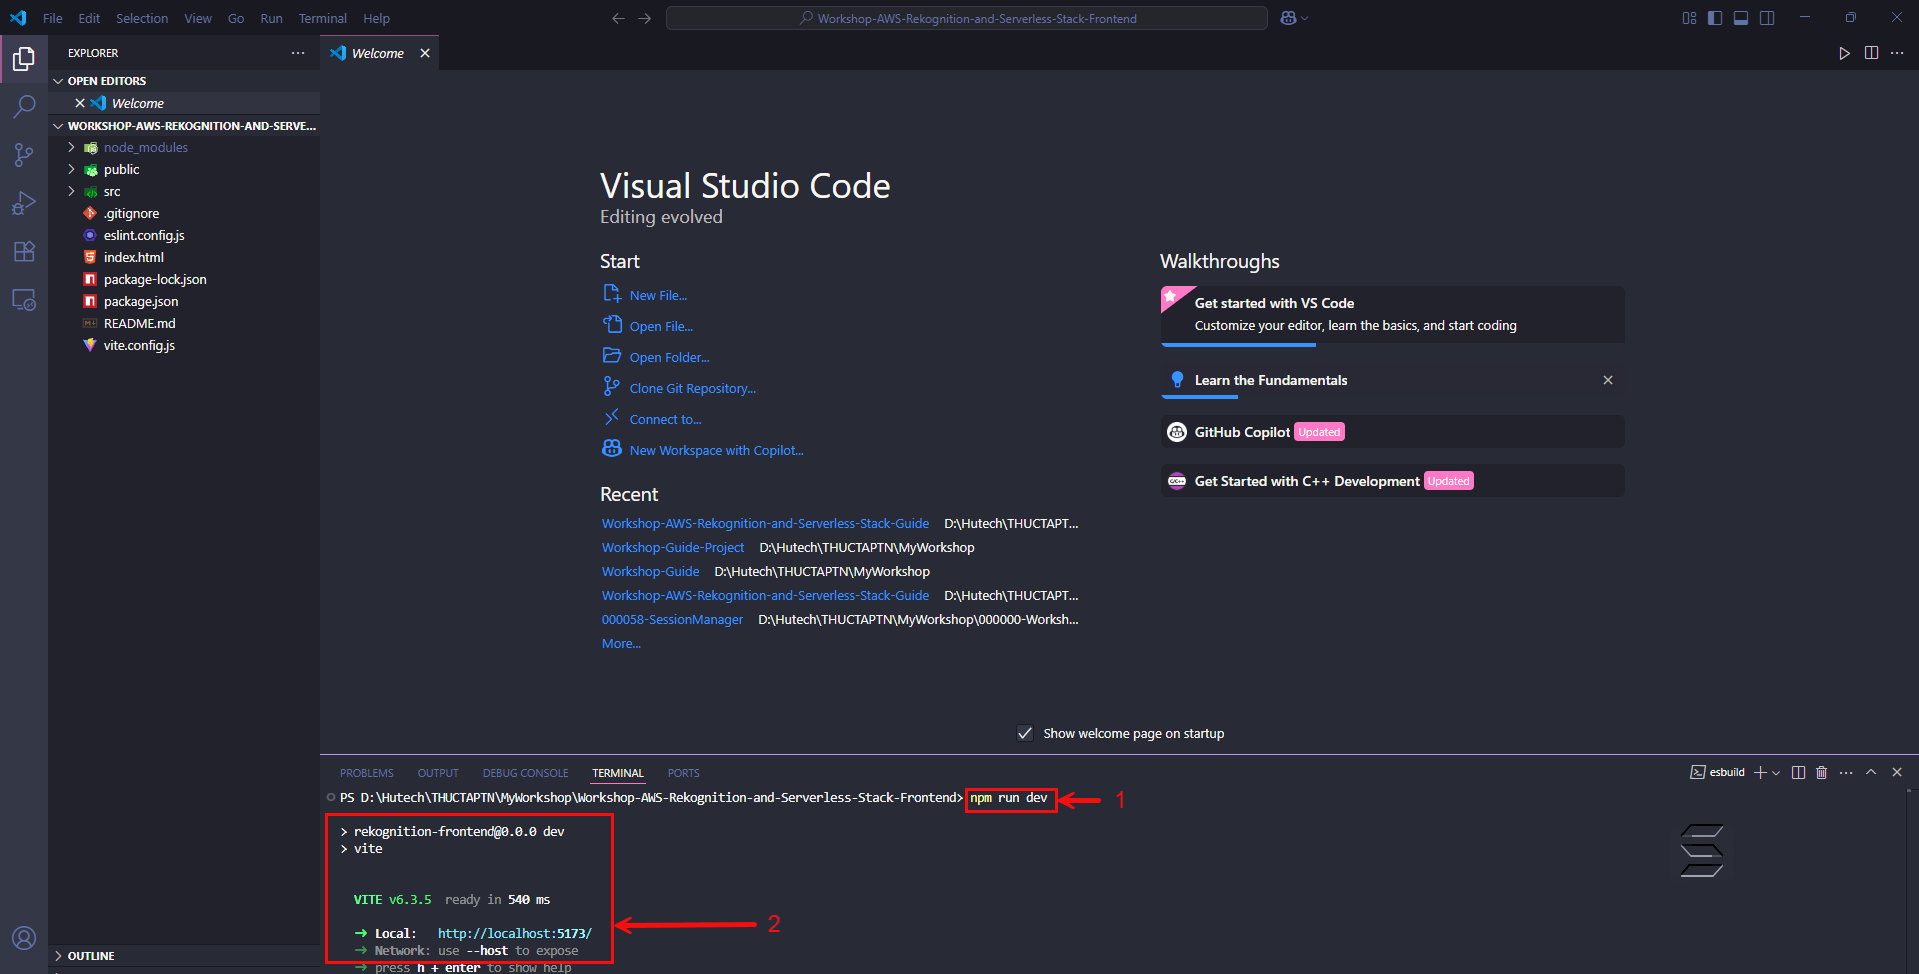 File Edit Selection View Go Run Terminal Help
Workshop-AWS-Rekognition-and-Serverless-Stack-Frontend
EXPLORER
Welcome
OPEN EDITORS
Welcome
WORKSHOP-AWS-REKOGNITION-AND-SERVE...
node_modules
public
src
.gitignore
eslint.config.js
index.html
package-lock.json
package.json
README.md
vite.config.js
OUTLINE
Visual Studio Code
Editing evolved
Start
New File...
Open File...
Open Folder...
Clone Git Repository...
Connect to...
New Workspace with Copilot...
Recent
Workshop-AWS-Rekognition-and-Serverless-Stack-Guide D:\Hutech\THUCTAPT...
Workshop-Guide-Project D:\Hutech\THUCTAPTN\MyWorkshop
Workshop-Guide D:\Hutech\THUCTAPTN\MyWorkshop
Workshop-AWS-Rekognition-and-Serverless-Stack-Guide D:\Hutech\THUCTAPT...
000058-SessionManager D:\Hutech\THUCTAPTN\MyWorkshop\000000-Worksh...
More...
Walkthroughs
Get started with VS Code
Customize your editor, learn the basics, and start coding
Learn the Fundamentals
GitHub Copilot Updated
C/C++ Get Started with C++ Development Updated
Show welcome page on startup
PROBLEMS OUTPUT DEBUG CONSOLE TERMINAL PORTS
esbuild
PS D:\Hutech\THUCTAPTN\MyWorkshop\Workshop-AWS-Rekognition-and-Serverless-Stack-Frontend> npm run dev
1
> rekognition-frontend@0.0.0 dev
> vite
VITE v6.3.5 ready in 540 ms
2
➜ Local: http://localhost:5173/
➜ Network: use --host to expose
➜ press h + enter to show help